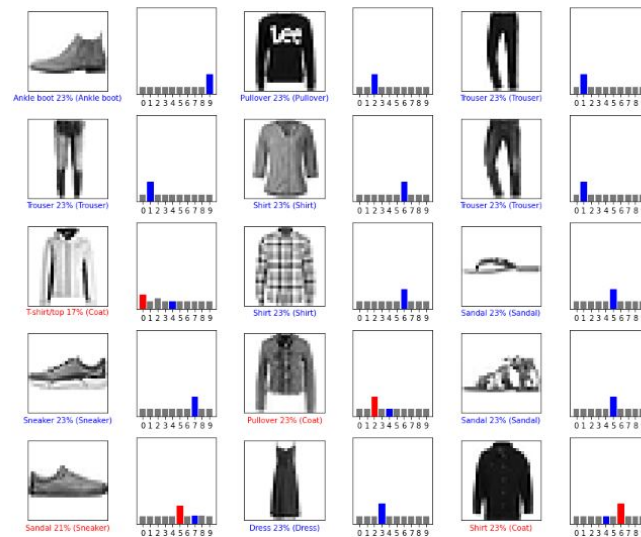 Lee
0 1 2 3 4 5 6 7 8 9
0 1 2 3 4 5 6 7 8 9
0 1 2 3 4 5 6 7 8 9
Ankle boot 23% (Ankle boot)
Pullover 23% (Pullover)
Trouser 23% (Trouser)
0 1 2 3 4 5 6 7 8 9
0 1 2 3 4 5 6 7 8 9
0 1 2 3 4 5 6 7 8 9
Trouser 23% (Trouser)
Shirt 23% (Shirt)
Trouser 23% (Trouser)
0 1 2 3 4 5 6 7 8 9
0 1 2 3 4 5 6 7 8 9
0 1 2 3 4 5 6 7 8 9
T-shirt/top 17% (Coat)
Shirt 23% (Shirt)
Sandal 23% (Sandal)
0 1 2 3 4 5 6 7 8 9
0 1 2 3 4 5 6 7 8 9
0 1 2 3 4 5 6 7 8 9
Sneaker 23% (Sneaker)
Pullover 23% (Coat)
Sandal 23% (Sandal)
0 1 2 3 4 5 6 7 8 9
0 1 2 3 4 5 6 7 8 9
0 1 2 3 4 5 6 7 8 9
Sandal 21% (Sneaker)
Dress 23% (Dress)
Shirt 23% (Coat)